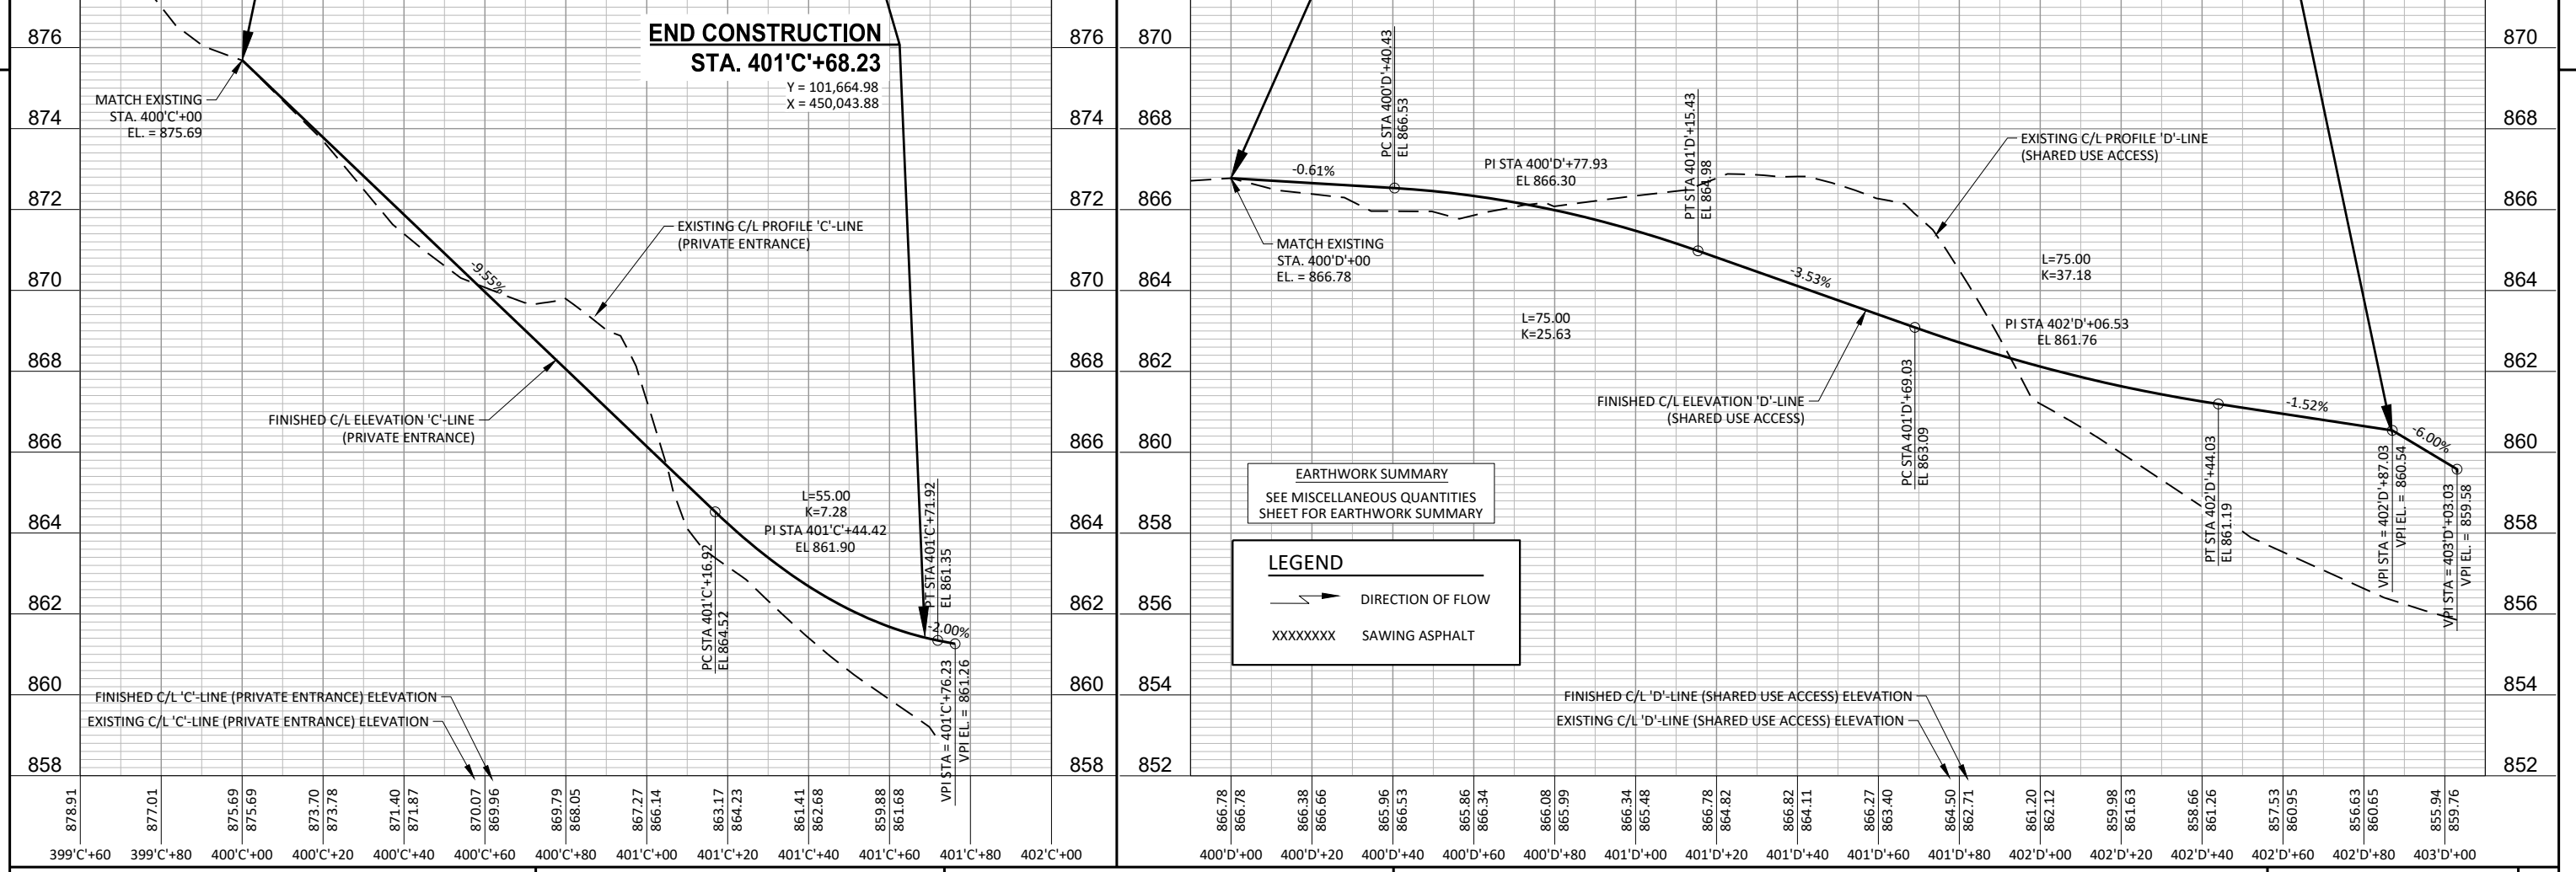 END CONSTRUCTION
STA. 401'C'+68.23
Y = 101,664.98
X = 450,043.88
876
874
872
870
868
866
864
862
860
858
MATCH EXISTING
STA. 400'C'+00
EL. = 875.69
EXISTING C/L PROFILE 'C'-LINE
(PRIVATE ENTRANCE)
-9.55%
FINISHED C/L ELEVATION 'C'-LINE
(PRIVATE ENTRANCE)
L=55.00
K=7.28
PI STA 401'C'+44.42
EL 861.90
PC STA 401'C'+16.92
EL 864.52
PT STA 401'C'+71.92
EL 861.35
-2.00%
VPI STA = 401'C'+76.23
VPI EL. = 861.26
FINISHED C/L 'C'-LINE (PRIVATE ENTRANCE) ELEVATION
EXISTING C/L 'C'-LINE (PRIVATE ENTRANCE) ELEVATION
876
874
872
870
868
866
864
862
860
858
878.91
877.01
875.69
875.69
873.70
873.78
871.40
871.87
870.07
869.96
869.79
868.05
867.27
866.14
863.17
864.23
861.41
862.68
859.88
861.68
399'C'+60 399'C'+80 400'C'+00 400'C'+20 400'C'+40 400'C'+60 400'C'+80 401'C'+00 401'C'+20 401'C'+40 401'C'+60 401'C'+80 402'C'+00
870
868
866
864
862
860
858
856
854
852
-0.61%
PC STA 400'D'+40.43
EL 866.53
PI STA 400'D'+77.93
EL 866.30
PT STA 401'D'+15.43
EL 864.98
EXISTING C/L PROFILE 'D'-LINE
(SHARED USE ACCESS)
MATCH EXISTING
STA. 400'D'+00
EL. = 866.78
L=75.00
K=25.63
-3.53%
L=75.00
K=37.18
PI STA 402'D'+06.53
EL 861.76
FINISHED C/L ELEVATION 'D'-LINE
(SHARED USE ACCESS)
PC STA 401'D'+69.03
EL 863.09
-1.52%
-6.00%
PT STA 402'D'+44.03
EL 861.19
VPI STA = 402'D'+87.03
VPI EL. = 860.54
VPI STA = 403'D'+03.03
VPI EL. = 859.58
EARTHWORK SUMMARY
SEE MISCELLANEOUS QUANTITIES
SHEET FOR EARTHWORK SUMMARY
LEGEND
DIRECTION OF FLOW
XXXXXXXX SAWING ASPHALT
FINISHED C/L 'D'-LINE (SHARED USE ACCESS) ELEVATION
EXISTING C/L 'D'-LINE (SHARED USE ACCESS) ELEVATION
870
868
866
864
862
860
858
856
854
852
866.78
866.78
866.38
866.66
865.96
866.53
865.86
866.34
866.08
865.99
866.34
865.48
866.78
864.82
866.82
864.11
866.27
863.40
864.50
862.71
861.20
862.12
859.98
861.63
858.66
861.26
857.53
860.95
856.63
860.65
855.94
859.76
400'D'+00 400'D'+20 400'D'+40 400'D'+60 400'D'+80 401'D'+00 401'D'+20 401'D'+40 401'D'+60 401'D'+80 402'D'+00 402'D'+20 402'D'+40 402'D'+60 402'D'+80 403'D'+00